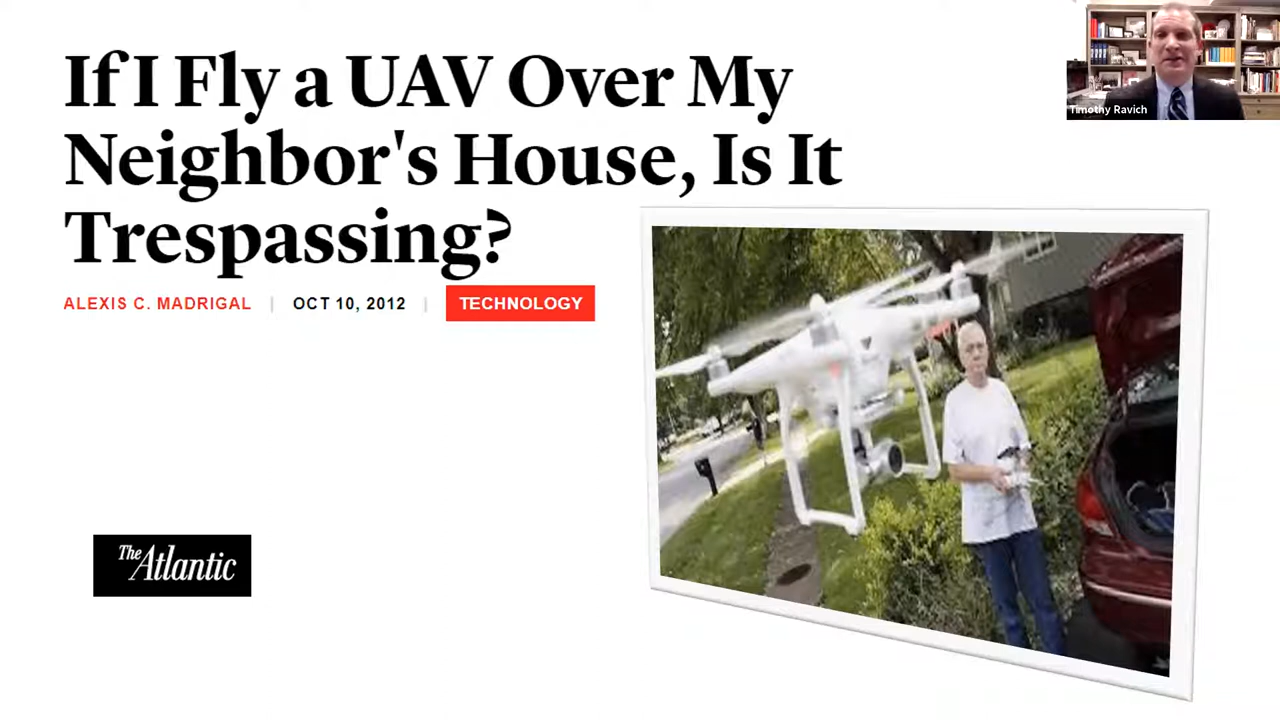 If I Fly a UAV Over My
Neighbor's House, Is It
Trespassing?
ALEXIS C. MADRIGAL | OCT 10, 2012 | TECHNOLOGY
The Atlantic
Timothy Ravich